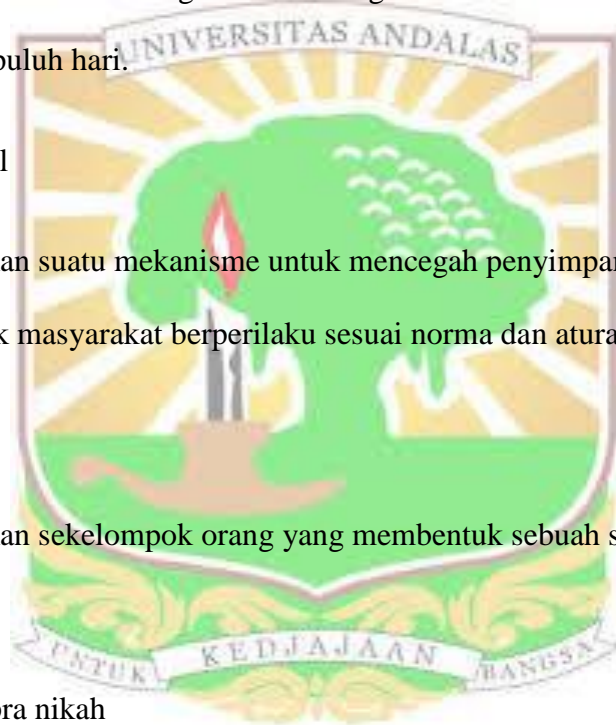 UNIVERSITAS ANDALAS
puluh hari.
l
an suatu mekanisme untuk mencegah penyimpan
k masyarakat berperilaku sesuai norma dan atura
an sekelompok orang yang membentuk sebuah s
UNTUK KEDJAJAAN BANGSA
ra nikah